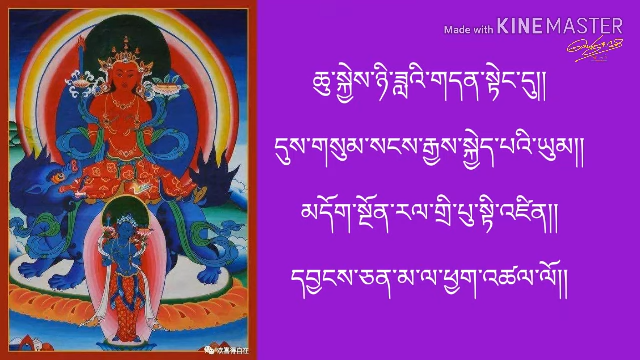 Made with KINEMASTER
ཆུ་སྐྱེས་ཉི་ཟླའི་གདན་སྟེང་དུ།།
དུས་གསུམ་སངས་རྒྱས་སྐྱེད་པའི་ཡུམ།།
མདོག་སྔོན་རལ་གྲི་པུ་སྟི་འཛིན།།
དབྱངས་ཅན་མ་ལ་ཕྱག་འཚལ་ལོ།།